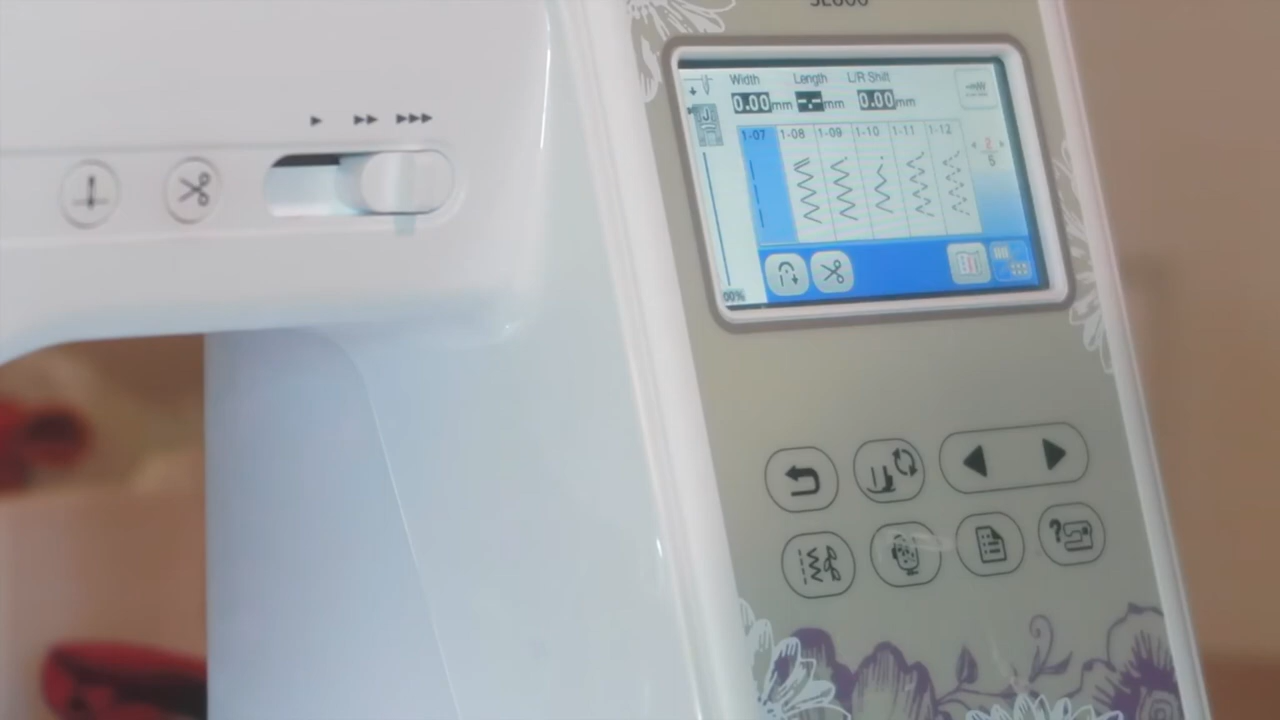 SE600
Width Length L/R Shift
0.00mm -.-mm 0.00mm
J
1-07 1-08 1-09 1-10 1-11 1-12
2
5
00%